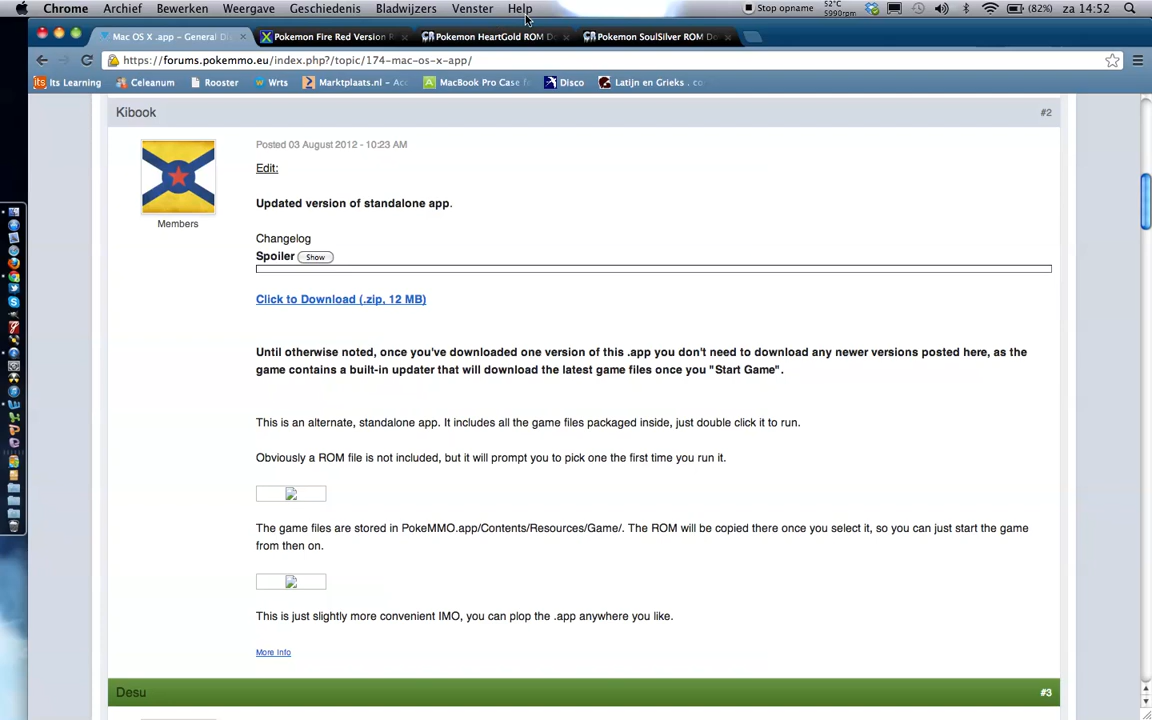 Chrome Archief Bewerken Weergave Geschiedenis Bladwijzers Venster Help Stop opname 52°C 5990rpm (82%) za 14:52
Mac OS X .app – General Di Pokemon Fire Red Version Pokemon HeartGold ROM D Pokemon SoulSilver ROM Do
https://forums.pokemmo.eu/index.php?/topic/174-mac-os-x-app/
its Its Learning Celeanum Rooster Wrts Marktplaats.nl – Acc MacBook Pro Case f Disco Latijn en Grieks . co
Kibook #2
Posted 03 August 2012 - 10:23 AM
Edit:
Updated version of standalone app.
Members
Changelog
Spoiler Show
Click to Download (.zip, 12 MB)
Until otherwise noted, once you've downloaded one version of this .app you don't need to download any newer versions posted here, as the
game contains a built-in updater that will download the latest game files once you "Start Game".
This is an alternate, standalone app. It includes all the game files packaged inside, just double click it to run.
Obviously a ROM file is not included, but it will prompt you to pick one the first time you run it.
The game files are stored in PokeMMO.app/Contents/Resources/Game/. The ROM will be copied there once you select it, so you can just start the game
from then on.
This is just slightly more convenient IMO, you can plop the .app anywhere you like.
More Info
Desu #3